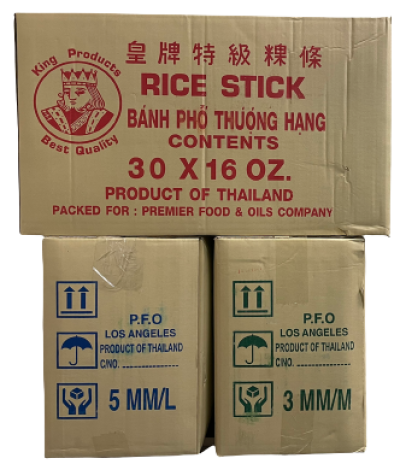 皇牌特級粿條
King Products
Best Quality
RICE STICK
BÁNH PHỞ THƯỢNG HẠNG
CONTENTS
30 X 16 OZ.
PRODUCT OF THAILAND
PACKED FOR : PREMIER FOOD & OILS COMPANY
P.F.O
LOS ANGELES
PRODUCT OF THAILAND
C/NO.
5 MM/L
P.F.O
LOS ANGELES
PRODUCT OF THAILAND
C/NO.
3 MM/M